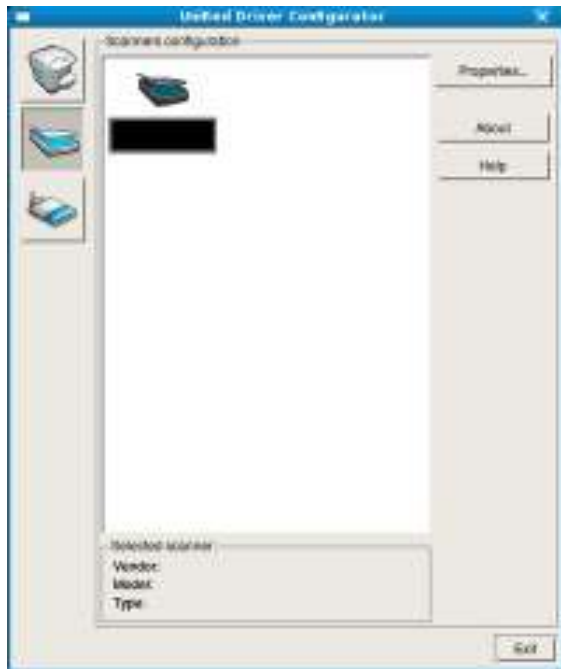 Unified Driver Configurator
Scanners configuration
Properties...
About
Help
Selected scanner
Vendor:
Model:
Type:
Exit